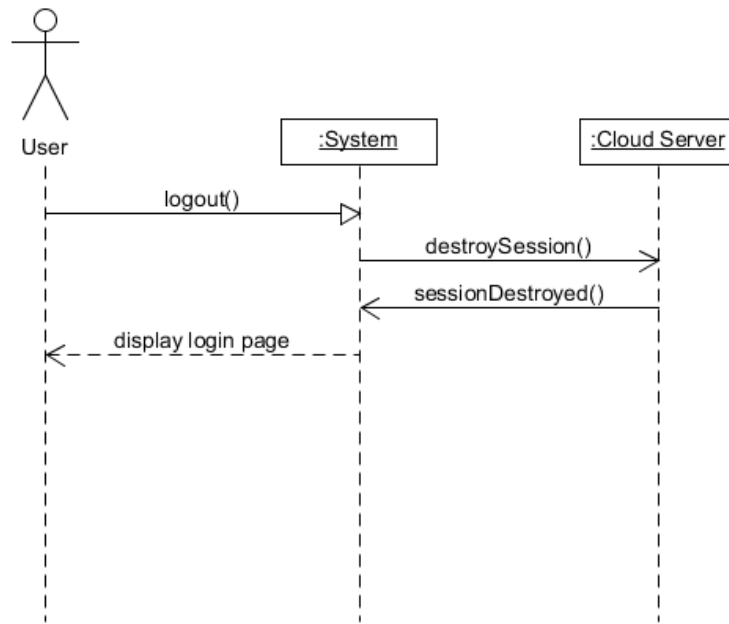 User
:System
:Cloud Server
logout()
destroySession()
sessionDestroyed()
display login page